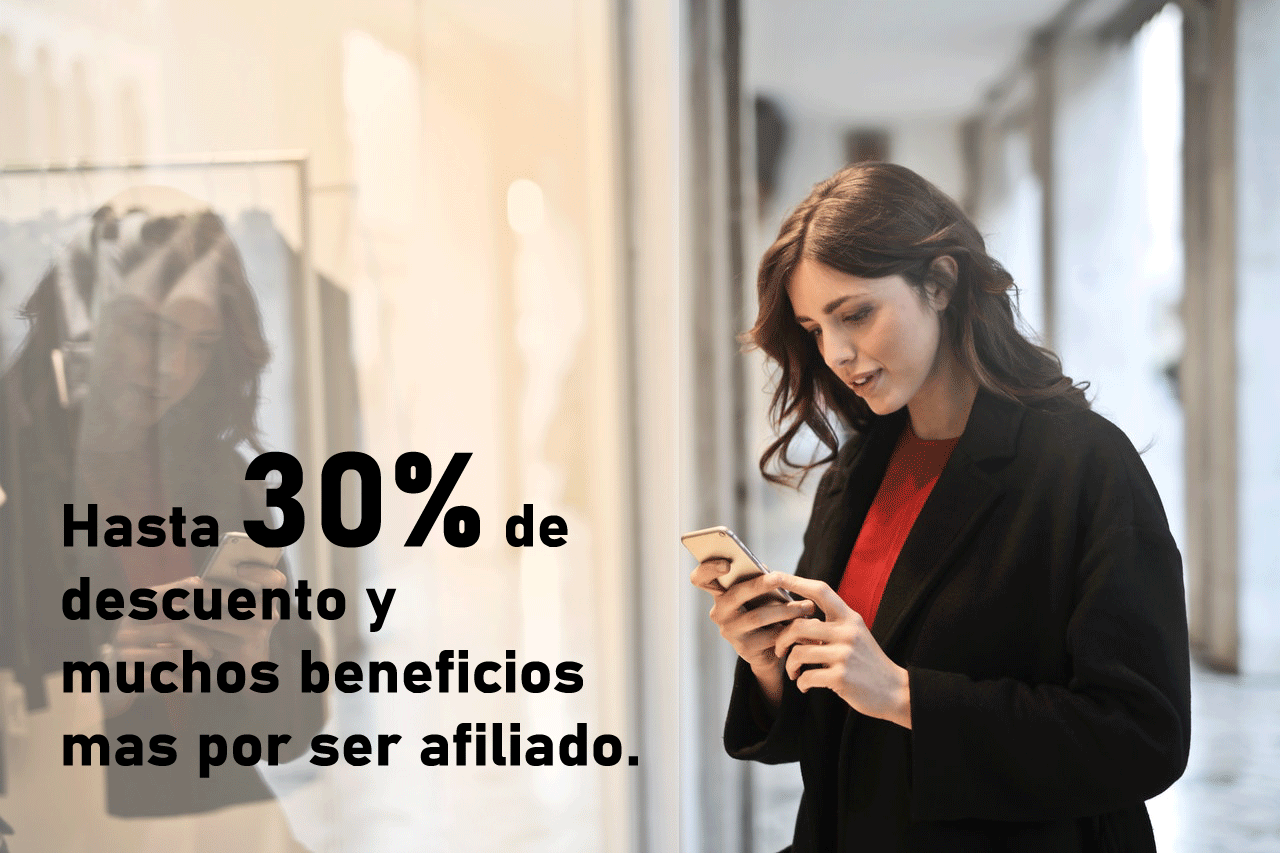 Hasta 30% de
descuento y
muchos beneficios
mas por ser afiliado.